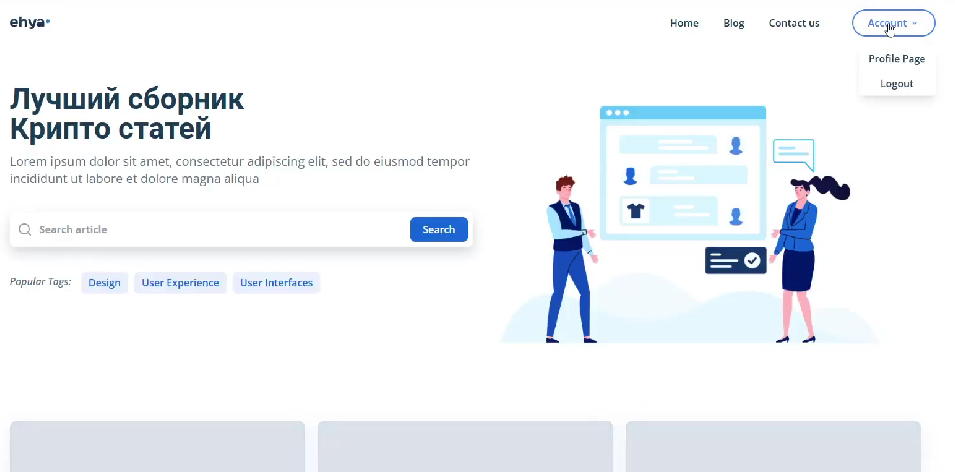 ehya
Home
Blog
Contact us
Account
Profile Page
Logout
Лучший сборник
Крипто статей
Lorem ipsum dolor sit amet, consectetur adipiscing elit, sed do eiusmod tempor
incididunt ut labore et dolore magna aliqua
Search article
Search
Popular Tags:
Design
User Experience
User Interfaces